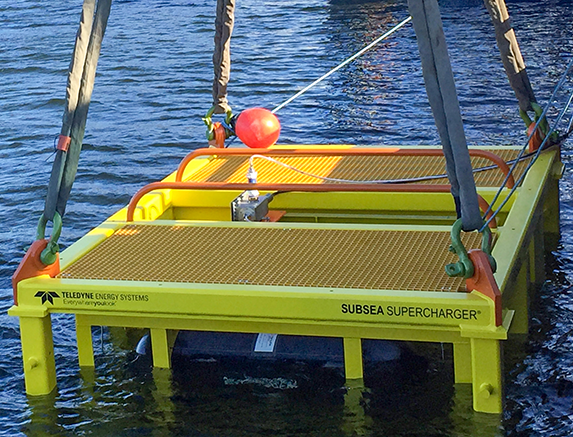 TELEDYNE ENERGY SYSTEMS
Everywhereyoulook
SUBSEA SUPERCHARGER®